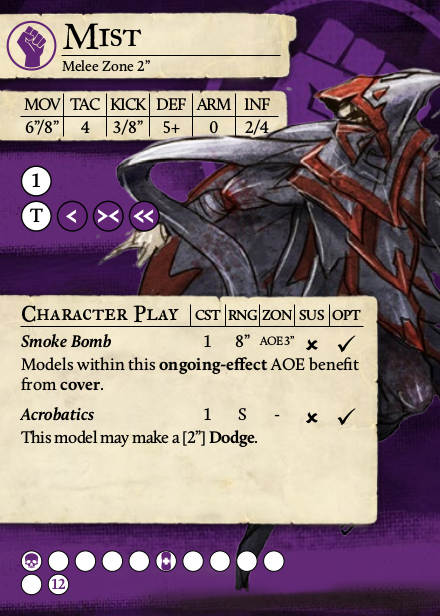 Mist
Melee Zone 2”
MOV TAC KICK DEF ARM INF
6”/8” 4 3/8” 5+ 0 2/4
1
T < >< <<
Character Play CST RNG ZON SUS OPT
Smoke Bomb 1 8” AOE 3” ✘ ✓
Models within this ongoing-effect AOE benefit
from cover.
Acrobatics 1 S - ✘ ✓
This model may make a [2”] Dodge.
12